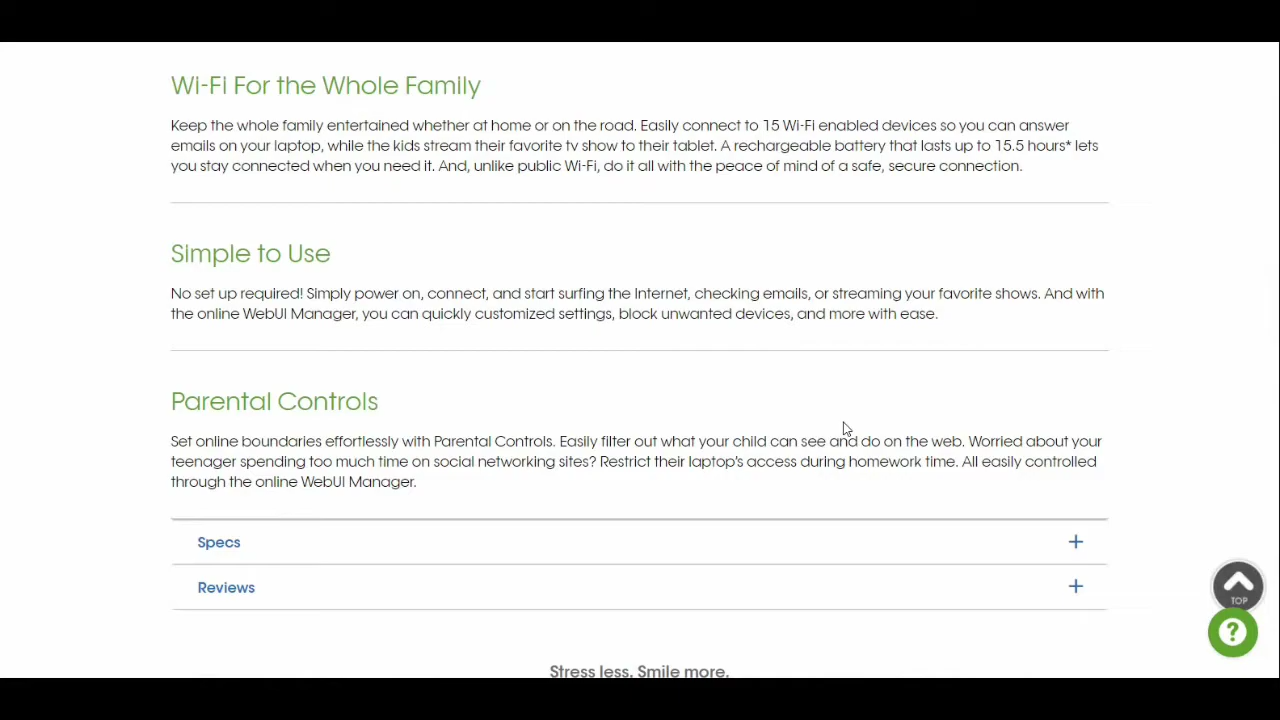 Wi-Fi For the Whole Family
Keep the whole family entertained whether at home or on the road. Easily connect to 15 Wi-Fi enabled devices so you can answer
emails on your laptop, while the kids stream their favorite tv show to their tablet. A rechargeable battery that lasts up to 15.5 hours* lets
you stay connected when you need it. And, unlike public Wi-Fi, do it all with the peace of mind of a safe, secure connection.
Simple to Use
No set up required! Simply power on, connect, and start surfing the Internet, checking emails, or streaming your favorite shows. And with
the online WebUI Manager, you can quickly customized settings, block unwanted devices, and more with ease.
Parental Controls
Set online boundaries effortlessly with Parental Controls. Easily filter out what your child can see and do on the web. Worried about your
teenager spending too much time on social networking sites? Restrict their laptop's access during homework time. All easily controlled
through the online WebUI Manager.
Specs +
Reviews +
TOP
?
Stress less. Smile more.